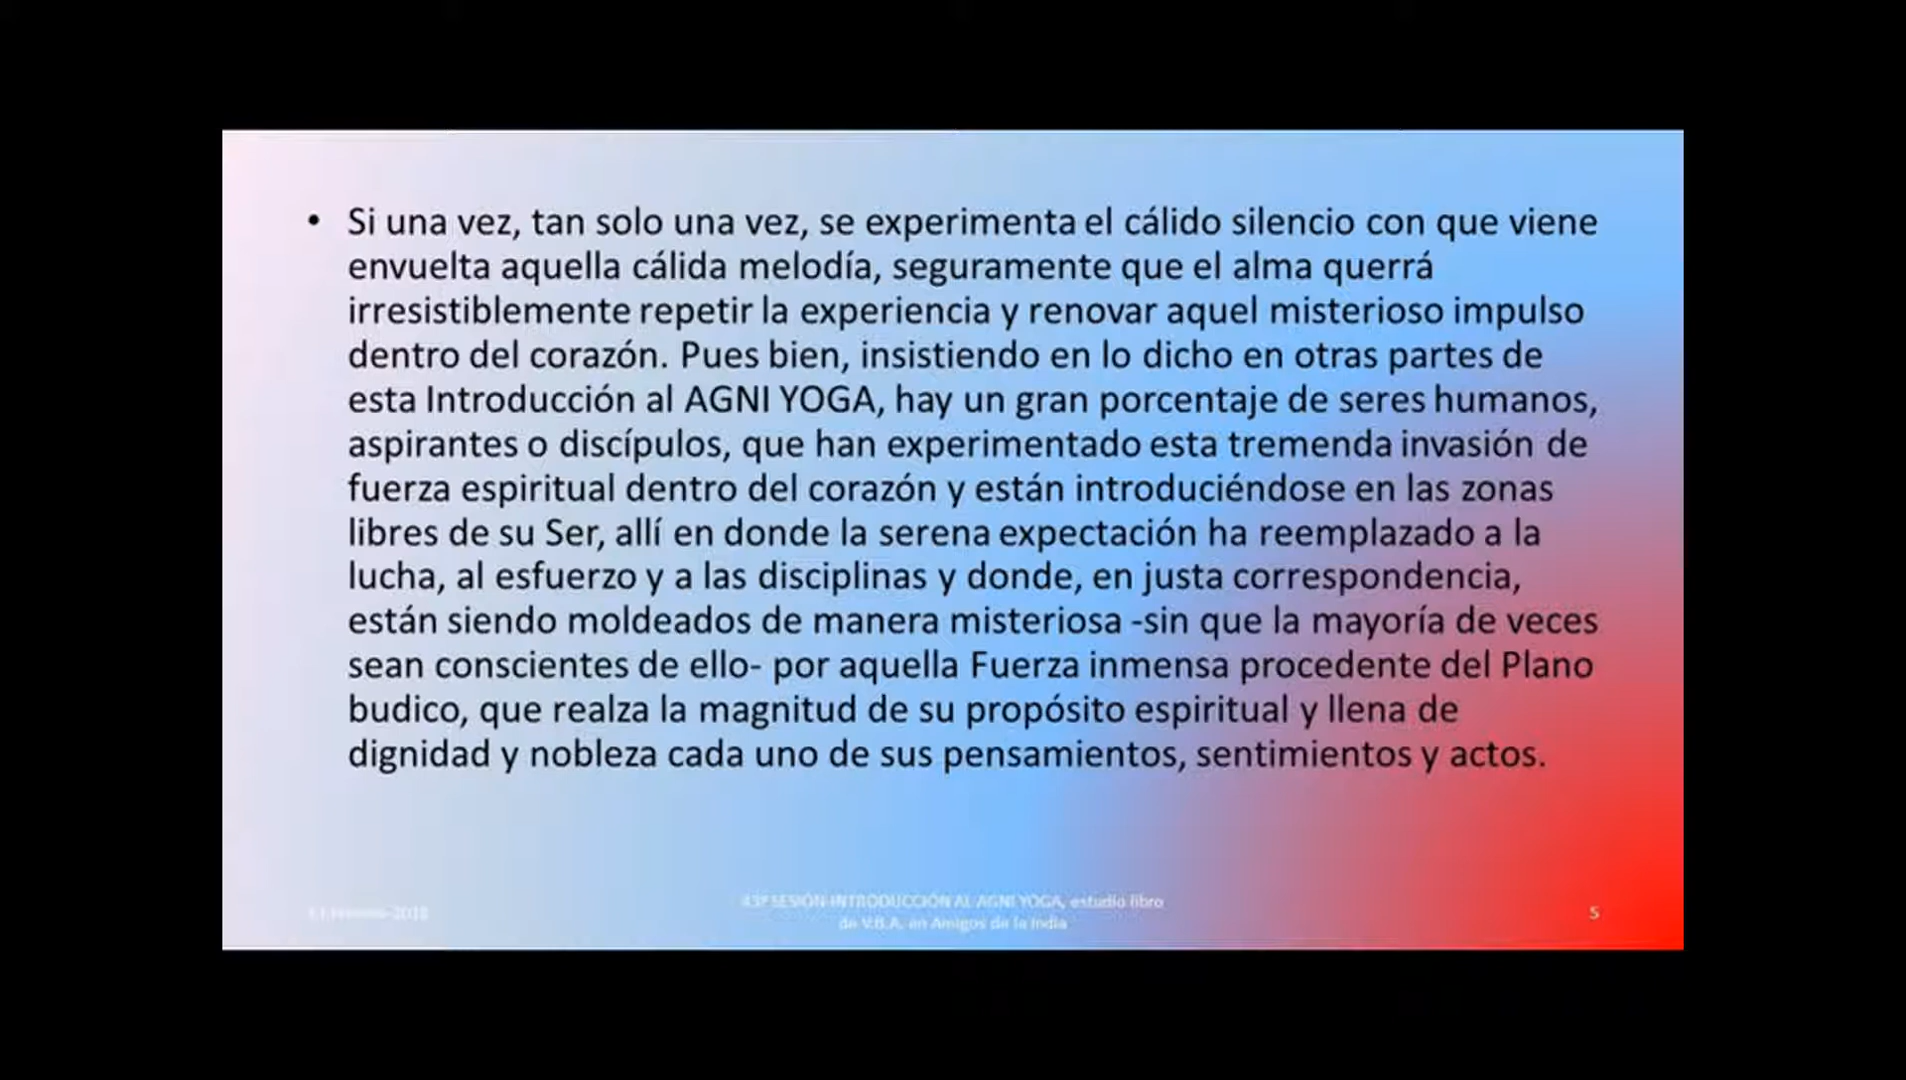 • Si una vez, tan solo una vez, se experimenta el cálido silencio con que viene
envuelta aquella cálida melodía, seguramente que el alma querrá
irresistiblemente repetir la experiencia y renovar aquel misterioso impulso
dentro del corazón. Pues bien, insistiendo en lo dicho en otras partes de
esta Introducción al AGNI YOGA, hay un gran porcentaje de seres humanos,
aspirantes o discípulos, que han experimentado esta tremenda invasión de
fuerza espiritual dentro del corazón y están introduciéndose en las zonas
libres de su Ser, allí en donde la serena expectación ha reemplazado a la
lucha, al esfuerzo y a las disciplinas y donde, en justa correspondencia,
están siendo moldeados de manera misteriosa -sin que la mayoría de veces
sean conscientes de ello- por aquella Fuerza inmensa procedente del Plano
budico, que realza la magnitud de su propósito espiritual y llena de
dignidad y nobleza cada uno de sus pensamientos, sentimientos y actos.
SESIÓN INTRODUCCIÓN AL AGNI YOGA, estudio libro
de V.B.A. en Amigos de la India
5